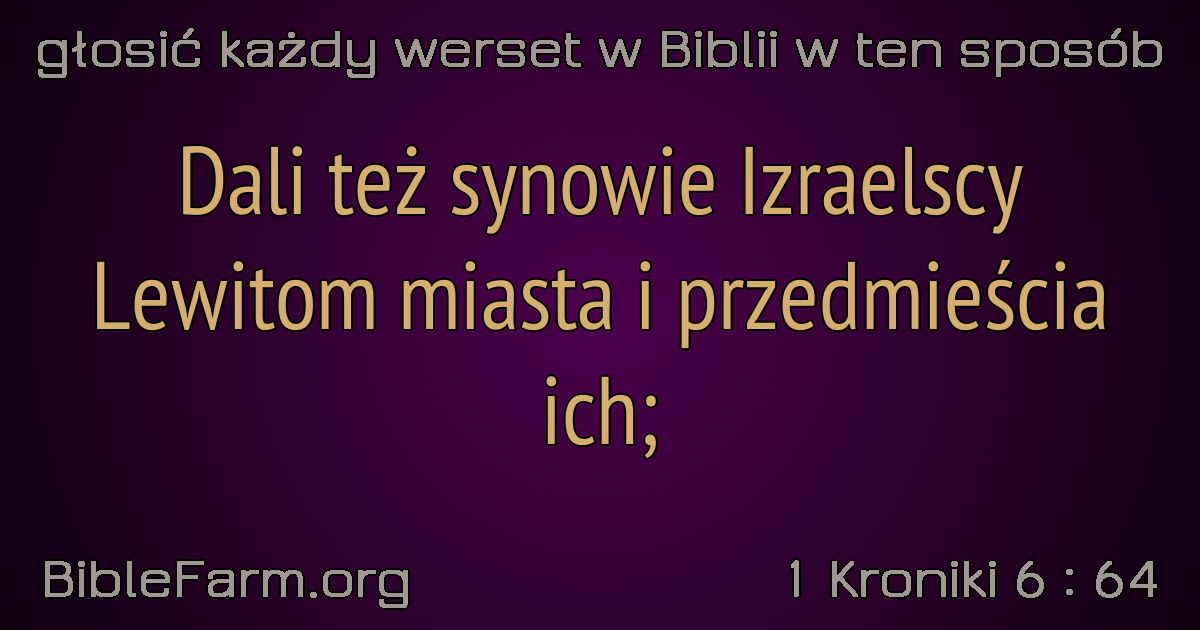 głosić każdy werset w Biblii w ten sposób
Dali też synowie Izraelscy
Lewitom miasta i przedmieścia
ich;
BibleFarm.org
1 Kroniki 6 : 64